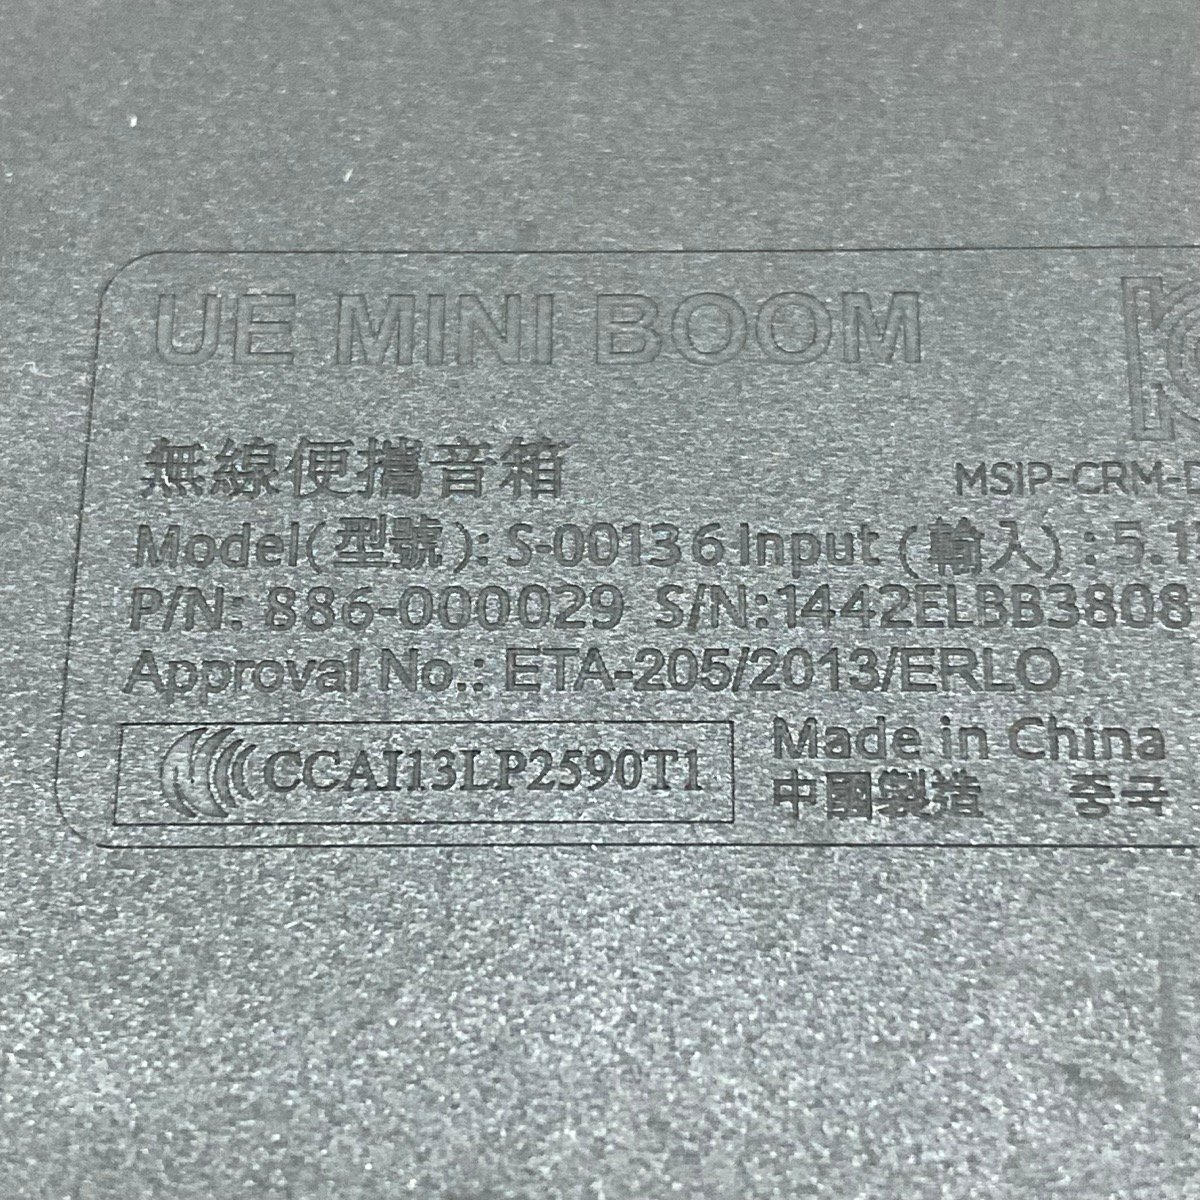 UE MINI BOOM
無線便攜音箱
MSIP-CRM-
Model(型號): S-00136 Input (輸入) : 5.1
P/N: 886-000029 S/N:1442ELBB3808
Approval No.: ETA-205/2013/ERLO
CCAI13LP2590T1
Made in China
中國製造 중국